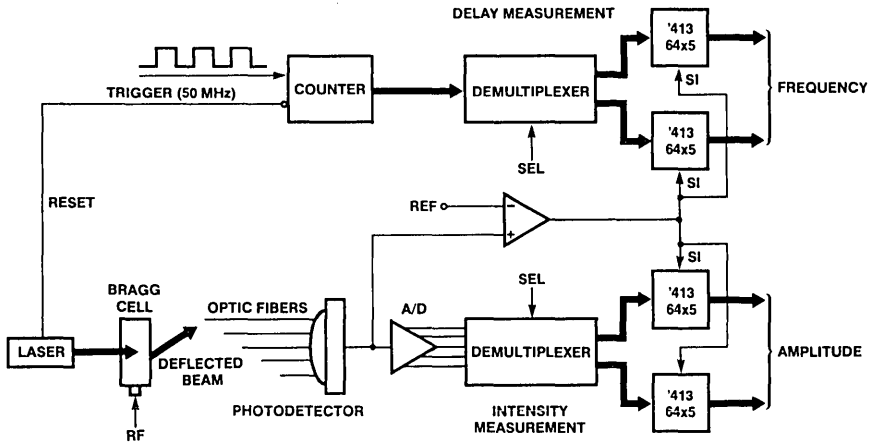 DELAY MEASUREMENT
'413
64x5
SI
TRIGGER (50 MHz)
COUNTER
DEMULTIPLEXER
FREQUENCY
'413
64x5
SEL
SI
RESET
REF
−
+
SI
BRAGG
CELL
OPTIC FIBERS
A/D
SEL
'413
64x5
LASER
DEFLECTED
BEAM
DEMULTIPLEXER
AMPLITUDE
PHOTODETECTOR
INTENSITY
MEASUREMENT
'413
64x5
RF